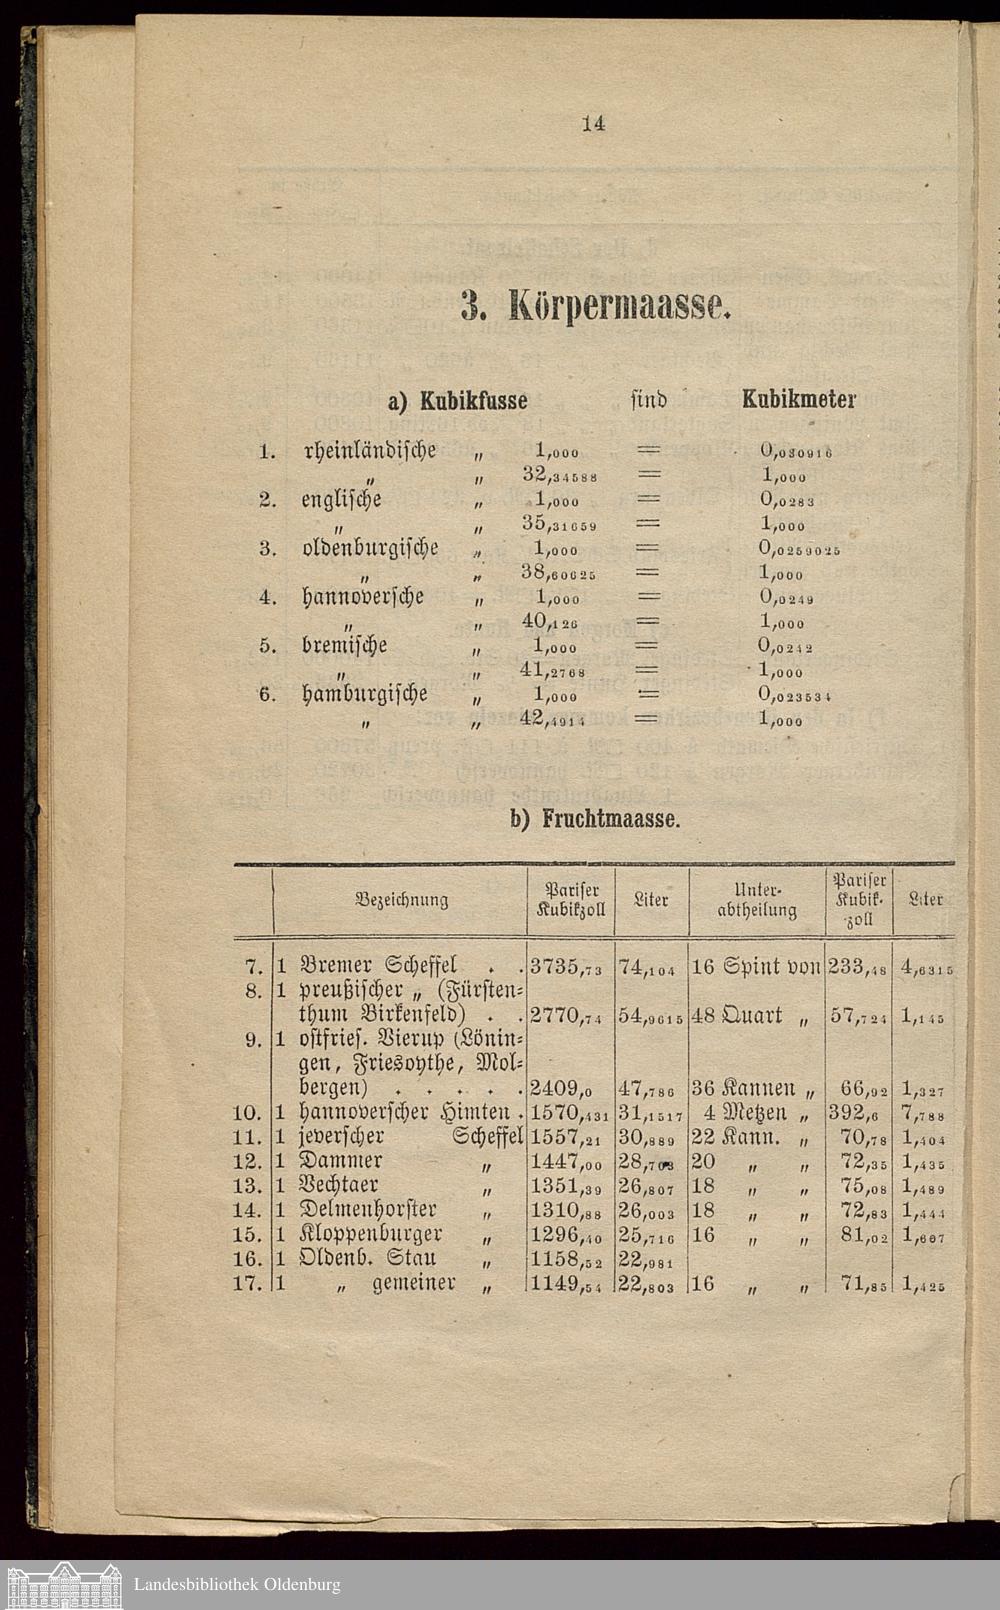 14
3. Körpermaasse.
a) Kubikfusse sind Kubikmeter
1. rheinländische „ 1,000 = 0,030916
„ „ 32,34588 = 1,000
2. englische „ 1,000 = 0,0283
„ „ 35,31659 = 1,000
3. oldenburgische „ 1,000 = 0,0259025
„ „ 38,60625 = 1,000
4. hannoversche „ 1,000 = 0,0249
„ „ 40,126 = 1,000
5. bremische „ 1,000 = 0,0242
„ „ 41,2768 = 1,000
6. hamburgische „ 1,000 = 0,023534
„ „ 42,4914 = 1,000
b) Fruchtmaasse.
Bezeichnung Pariser Kubikzoll Liter Unter-abtheilung Pariser Kubik-zoll Liter
7. 1 Bremer Scheffel . . 3735,73 74,104 16 Spint von 233,48 4,6315
8. 1 preußischer „ (Fürsten-
thum Birkenfeld) . . 2770,74 54,9615 48 Quart „ 57,724 1,145
9. 1 ostfries. Vierup (Lönin-
gen, Friesoythe, Mol-
bergen) . . . . . 2409,0 47,786 36 Kannen „ 66,92 1,327
10. 1 hannoverscher Himten . 1570,431 31,1517 4 Metzen „ 392,6 7,788
11. 1 jeverscher Scheffel 1557,21 30,889 22 Kann. „ 70,78 1,404
12. 1 Dammer „ 1447,00 28,703 20 „ „ 72,35 1,435
13. 1 Vechtaer „ 1351,39 26,807 18 „ „ 75,08 1,489
14. 1 Delmenhorster „ 1310,88 26,003 18 „ „ 72,83 1,444
15. 1 Kloppenburger „ 1296,40 25,716 16 „ „ 81,02 1,607
16. 1 Oldenb. Stau „ 1158,52 22,981
17. 1 „ gemeiner „ 1149,54 22,803 16 „ „ 71,85 1,425
Landesbibliothek Oldenburg